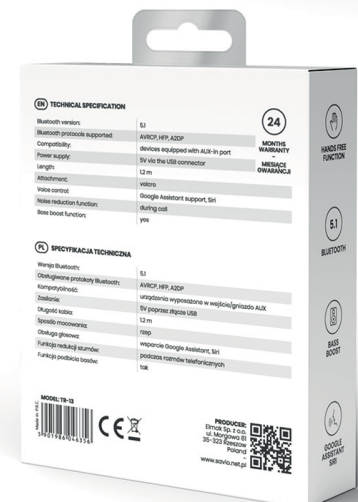 EN TECHNICAL SPECIFICATION
Bluetooth version: 5.1
Bluetooth protocols supported: AVRCP, HFP, A2DP
Compatibility: devices equipped with AUX-in port
Power supply: 5V via the USB connector
Length: 1.2 m
Attachment: velcro
Voice control: Google Assistant support, Siri
Noise reduction function: during call
Bass boost function: yes
24
MONTHS
WARRANTY
-
MIESIĄCE
GWARANCJI
PL SPECYFIKACJA TECHNICZNA
Wersja Bluetooth: 5.1
Obsługiwane protokoły Bluetooth: AVRCP, HFP, A2DP
Kompatybilność: urządzenia wyposażone w wejście/gniazdo AUX
Zasilanie: 5V poprzez złącze USB
Długość kabla: 1.2 m
Sposób mocowania: rzep
Obsługa głosowa: wsparcie Google Assistant, Siri
Funkcja redukcji szumów: podczas rozmów telefonicznych
Funkcja podbicia basów: tak
MODEL: TR-13
Made in P.R.C.
5 901986 046356
CE
PRODUCER:
Elmak Sp. z o.o.
ul. Morgowa 81
35-323 Rzeszów
Poland
www.savio.net.pl
HANDS FREE
FUNCTION
5.1
BLUETOOTH
BASS
BOOST
GOOGLE
ASSISTANT
SIRI